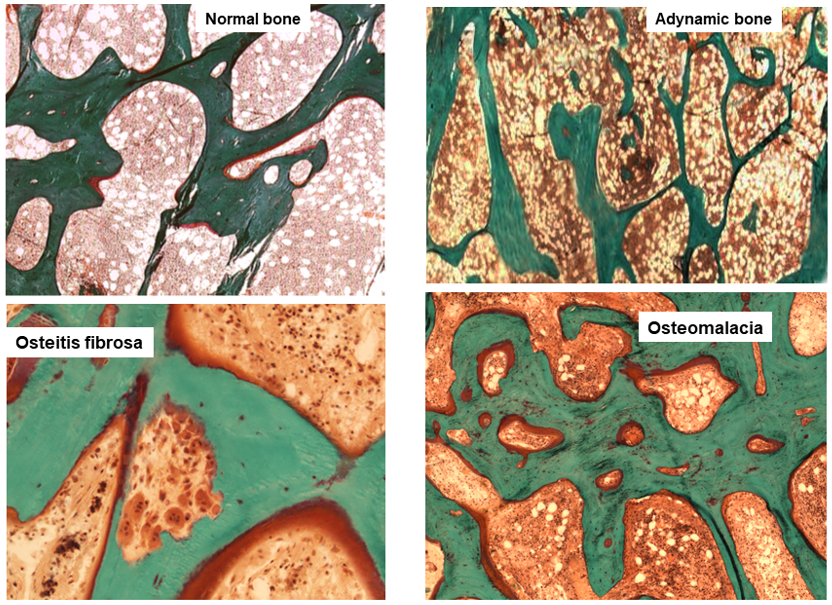 Normal bone
Adynamic bone
Osteitis fibrosa
Osteomalacia